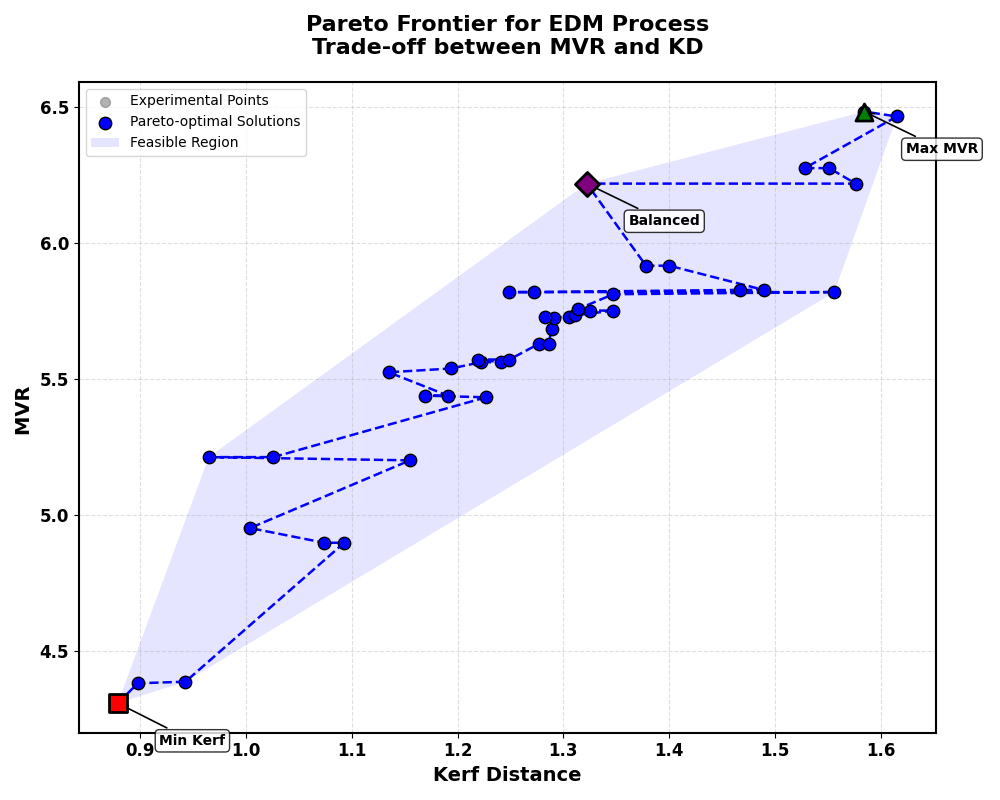 Pareto Frontier for EDM Process
Trade-off between MVR and KD
Experimental Points
Pareto-optimal Solutions
Feasible Region
6.5
6.0
5.5
5.0
4.5
MVR
Max MVR
Balanced
Min Kerf
0.9
1.0
1.1
1.2
1.3
1.4
1.5
1.6
Kerf Distance